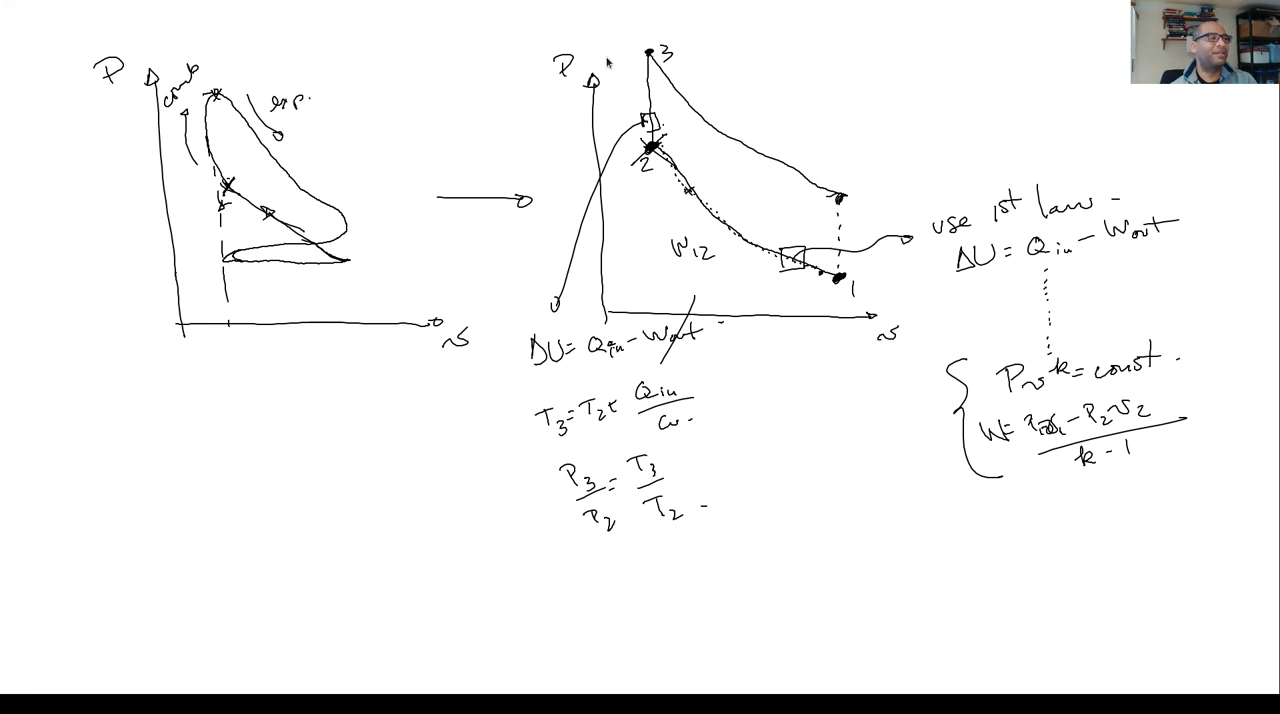 P
comb
exp.
v
P
3
2
W12
1
v
use 1st law -
ΔU = Qin - Wout
ΔU = Qin - Wout
T3 = T2 + Qin / Cv
P3 / P2 = T3 / T2
Pv^k = const.
W = P1v1 - P2v2 / k - 1